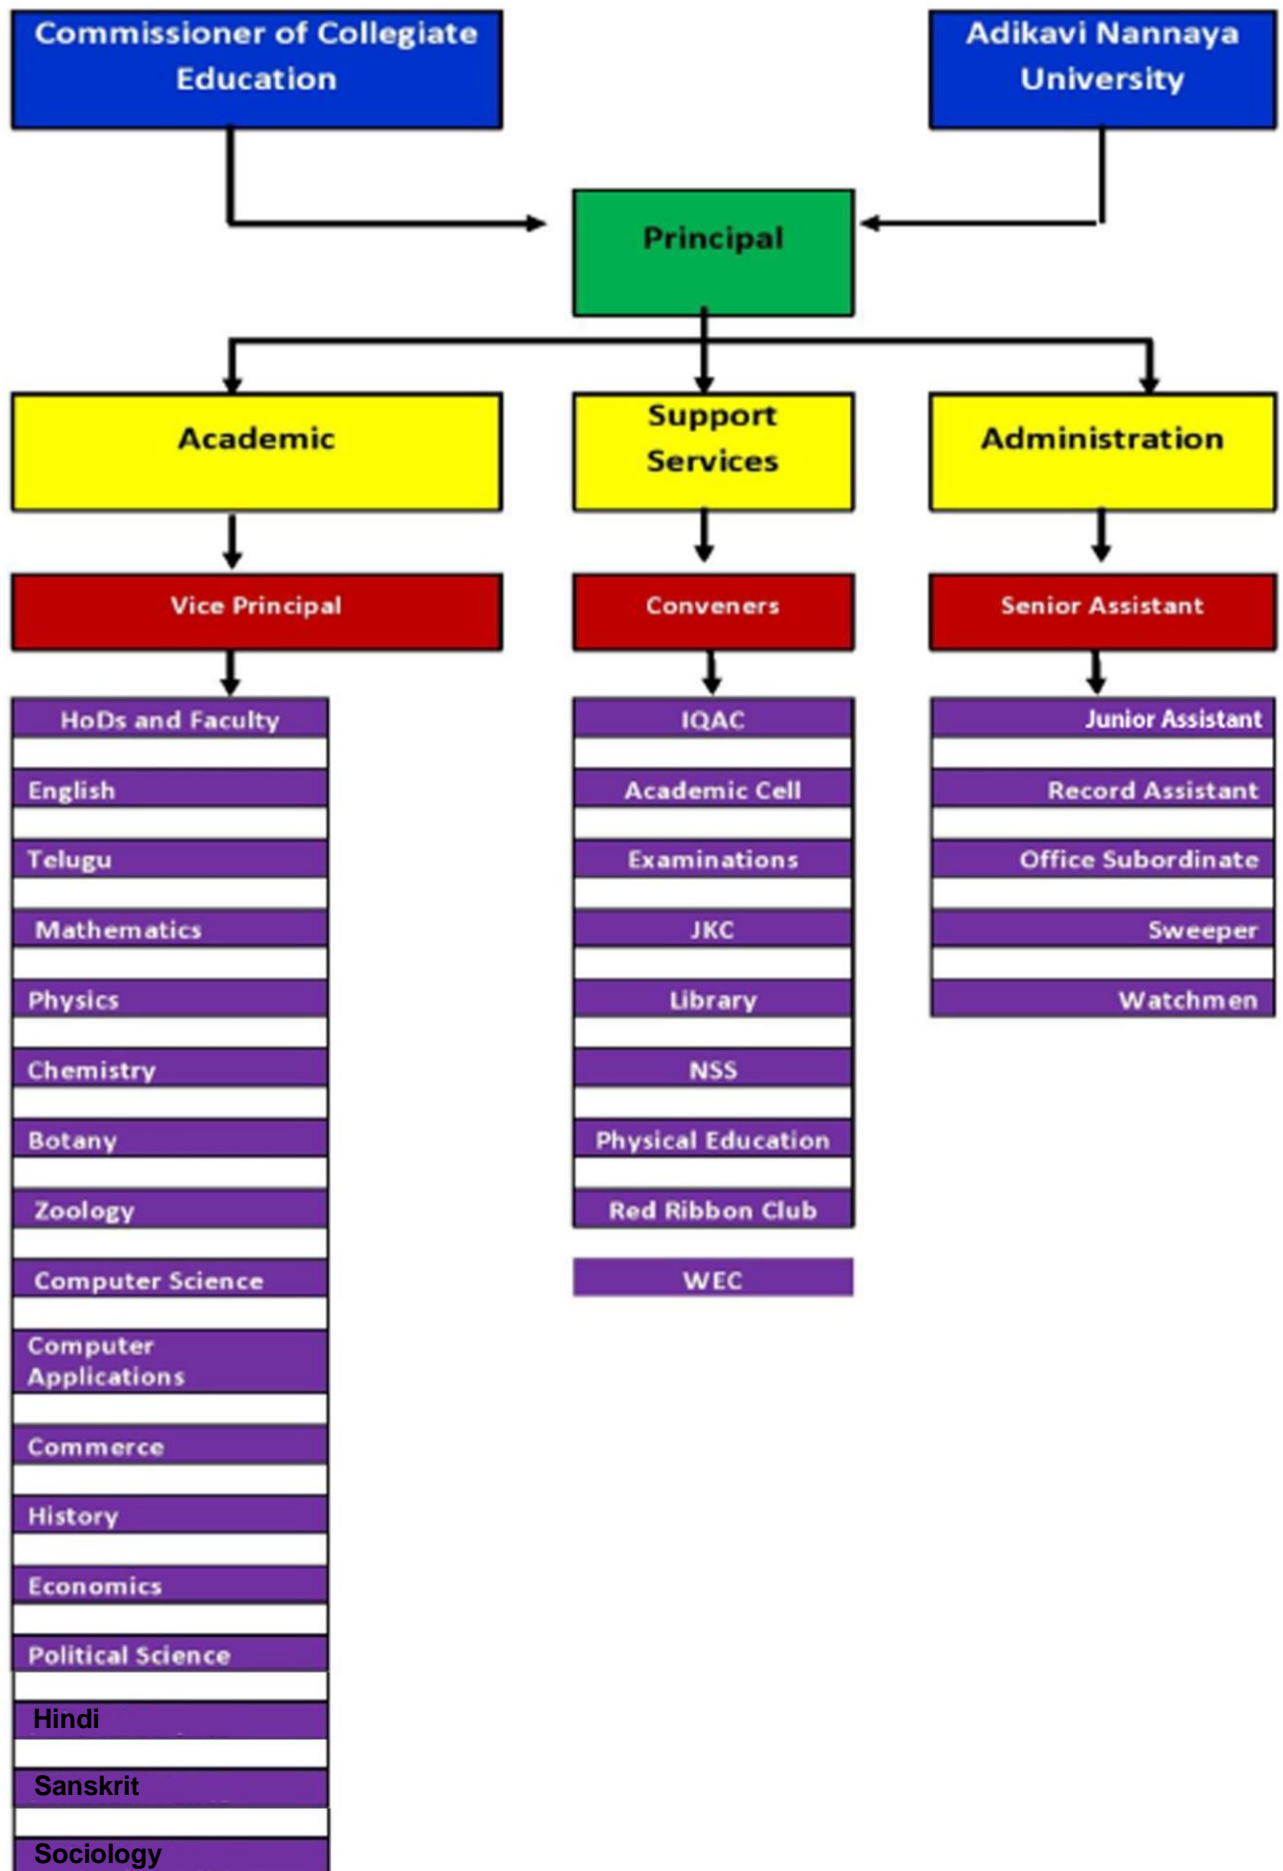 Commissioner of Collegiate
Education
Adikavi Nannaya
University
Principal
Academic
Support
Services
Administration
Vice Principal
Conveners
Senior Assistant
HoDs and Faculty
English
Telugu
Mathematics
Physics
Chemistry
Botany
Zoology
Computer Science
Computer
Applications
Commerce
History
Economics
Political Science
Hindi
Sanskrit
Sociology
IQAC
Academic Cell
Examinations
JKC
Library
NSS
Physical Education
Red Ribbon Club
WEC
Junior Assistant
Record Assistant
Office Subordinate
Sweeper
Watchmen